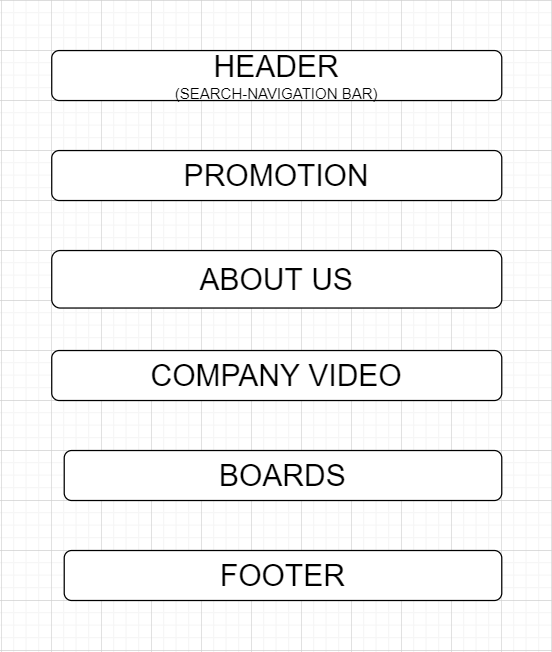 HEADER
(SEARCH-NAVIGATION BAR)
PROMOTION
ABOUT US
COMPANY VIDEO
BOARDS
FOOTER